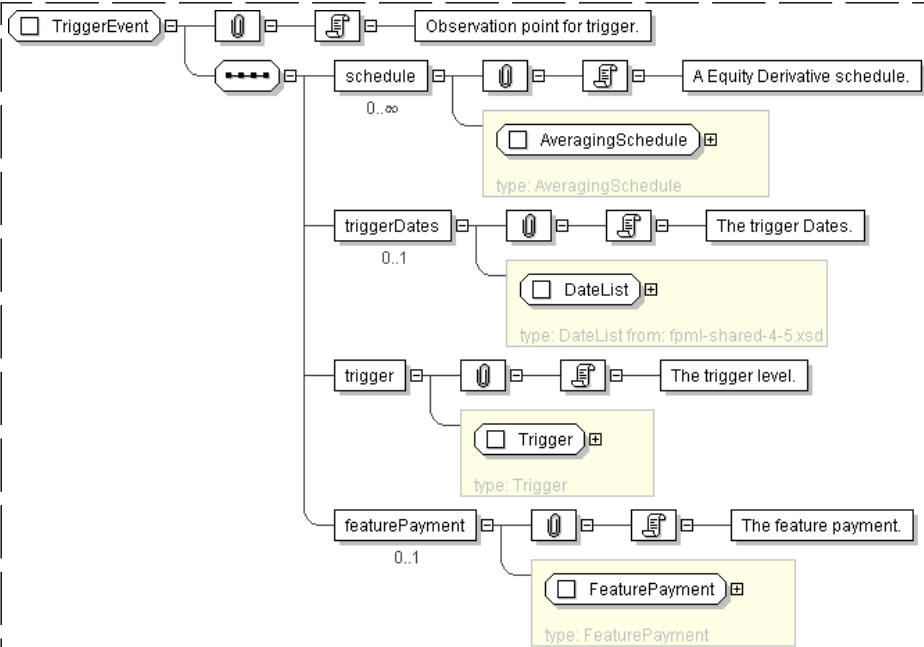 TriggerEvent Observation point for trigger.
schedule A Equity Derivative schedule.
0..∞
AveragingSchedule
type: AveragingSchedule
triggerDates The trigger Dates.
0..1
DateList
type: DateList from: fpml-shared-4-5.xsd
trigger The trigger level.
Trigger
type: Trigger
featurePayment The feature payment.
0..1
FeaturePayment
type: FeaturePayment